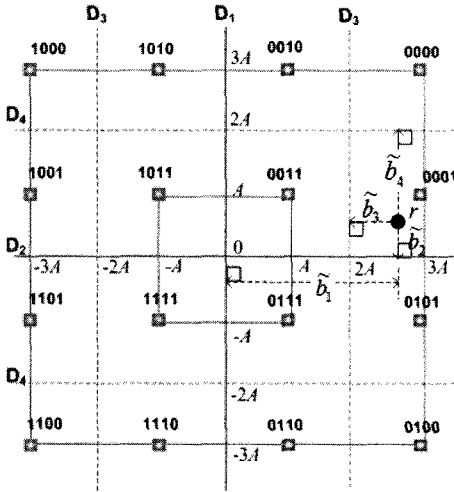 D₃ D₁ D₃
1000 1010 0010 0000
3A
D₄ 2A
b̃₄
1001 1011 0011 0001
A b̃₃ r
D₂ 0 b̃₂
-3A -2A -A A 2A 3A
b̃₁
1101 1111 0111 0101
-A
D₄ -2A
1100 1110 0110 0100
-3A